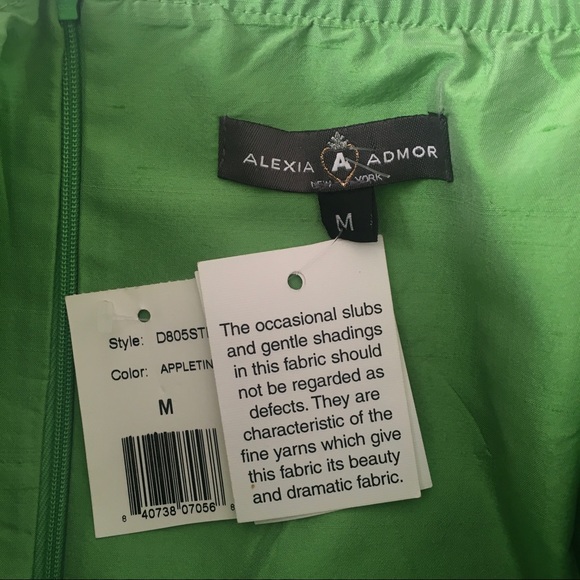 ALEXIA A ADMOR
NEW YORK
M
Style: D805STI
Color: APPLETIN
M
8 40738 07056 8
The occasional slubs
and gentle shadings
in this fabric should
not be regarded as
defects. They are
characteristic of the
fine yarns which give
this fabric its beauty
and dramatic fabric.